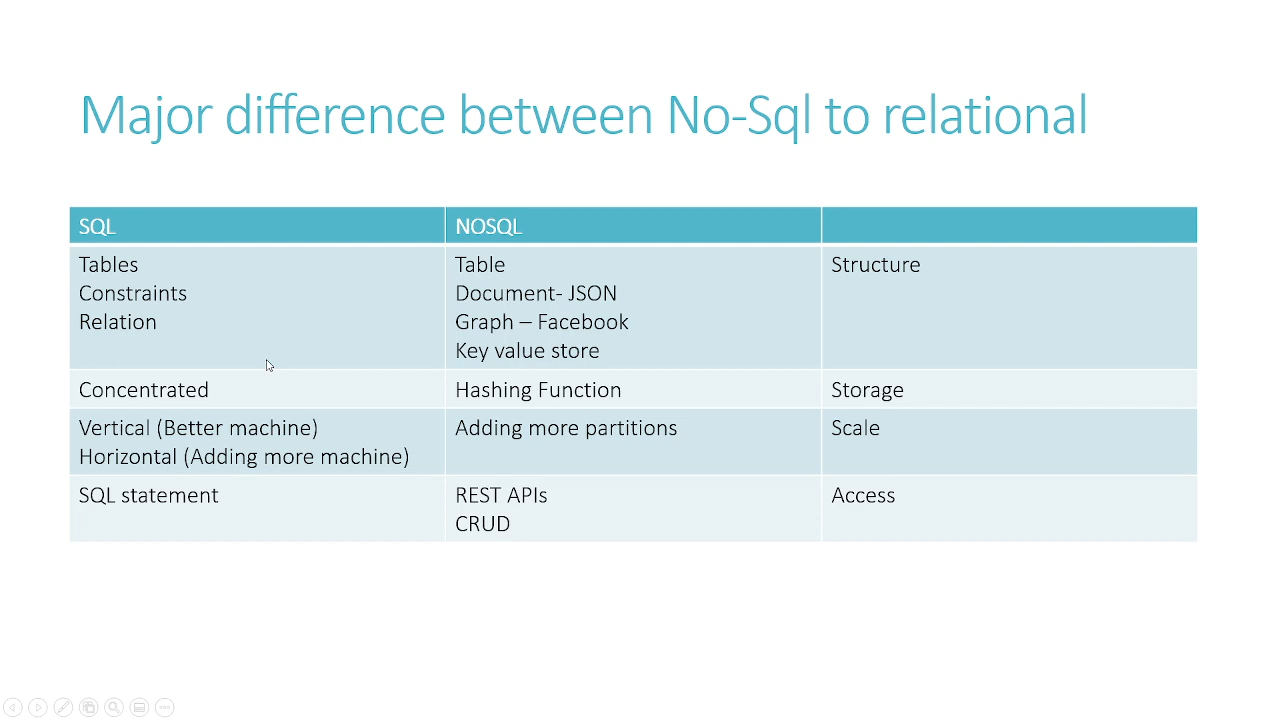 Major difference between No-Sql to relational
SQL
NOSQL
Tables
Constraints
Relation
Table
Document- JSON
Graph – Facebook
Key value store
Structure
Concentrated
Hashing Function
Storage
Vertical (Better machine)
Horizontal (Adding more machine)
Adding more partitions
Scale
SQL statement
REST APIs
CRUD
Access